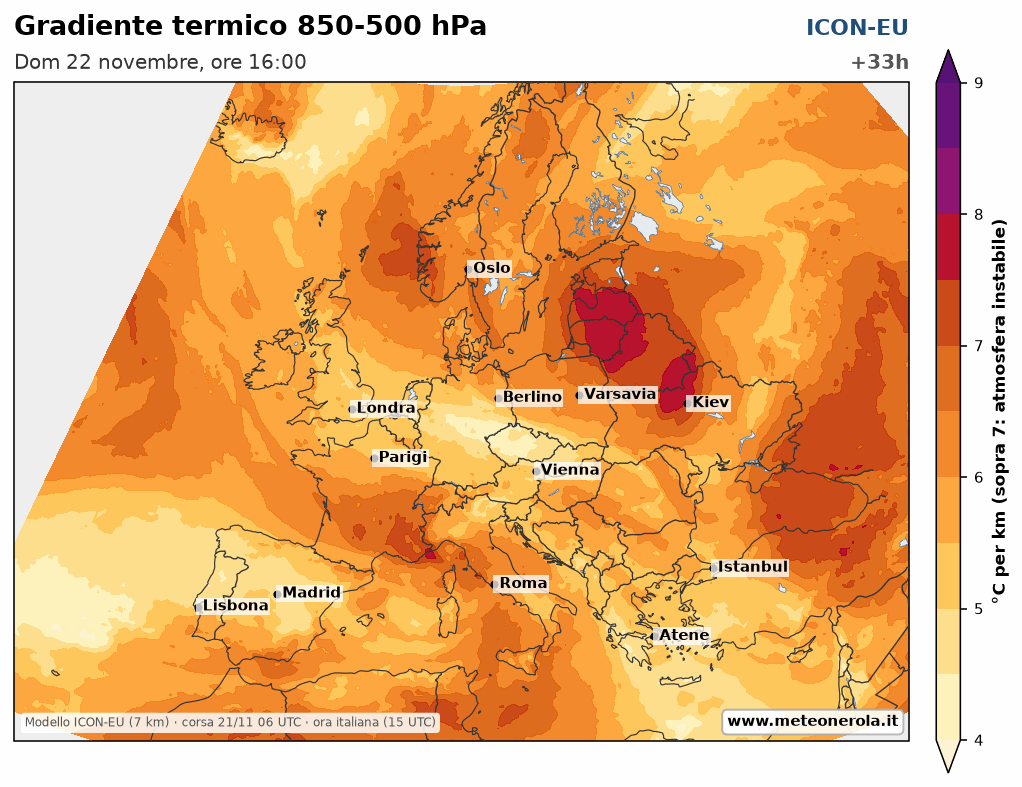 Gradiente termico 850-500 hPa
ICON-EU
Dom 22 novembre, ore 16:00
+33h
9
8
7
6
5
4
°C per km (sopra 7: atmosfera instabile)
Oslo
Berlino
Varsavia
Kiev
Londra
Parigi
Vienna
Istanbul
Roma
Madrid
Lisbona
Atene
Modello ICON-EU (7 km) · corsa 21/11 06 UTC · ora italiana (15 UTC)
www.meteonerola.it